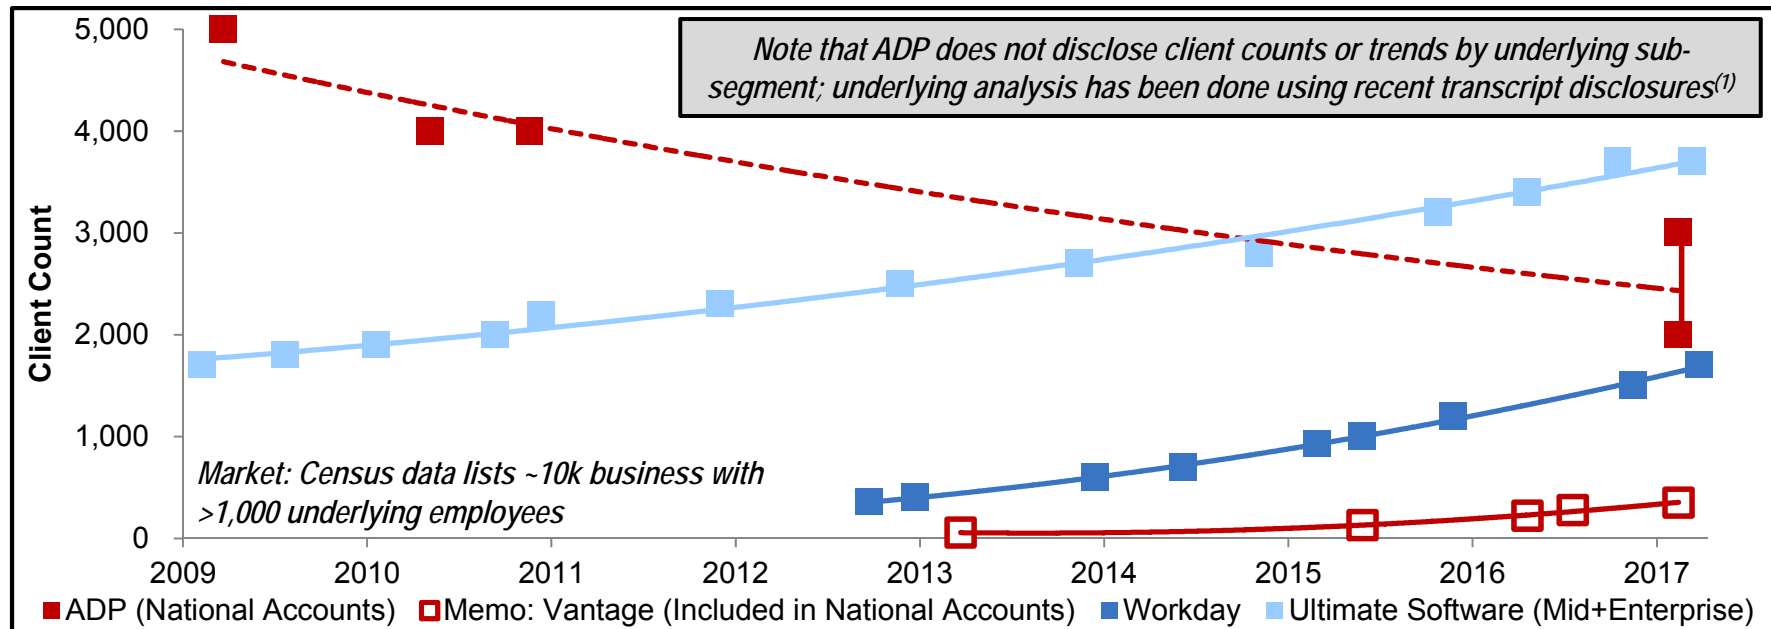 Note that ADP does not disclose client counts or trends by underlying sub-
segment; underlying analysis has been done using recent transcript disclosures(1)
5,000
4,000
3,000
2,000
1,000
0
Client Count
Market: Census data lists ~10k business with
>1,000 underlying employees
2009 2010 2011 2012 2013 2014 2015 2016 2017
ADP (National Accounts) Memo: Vantage (Included in National Accounts) Workday Ultimate Software (Mid+Enterprise)